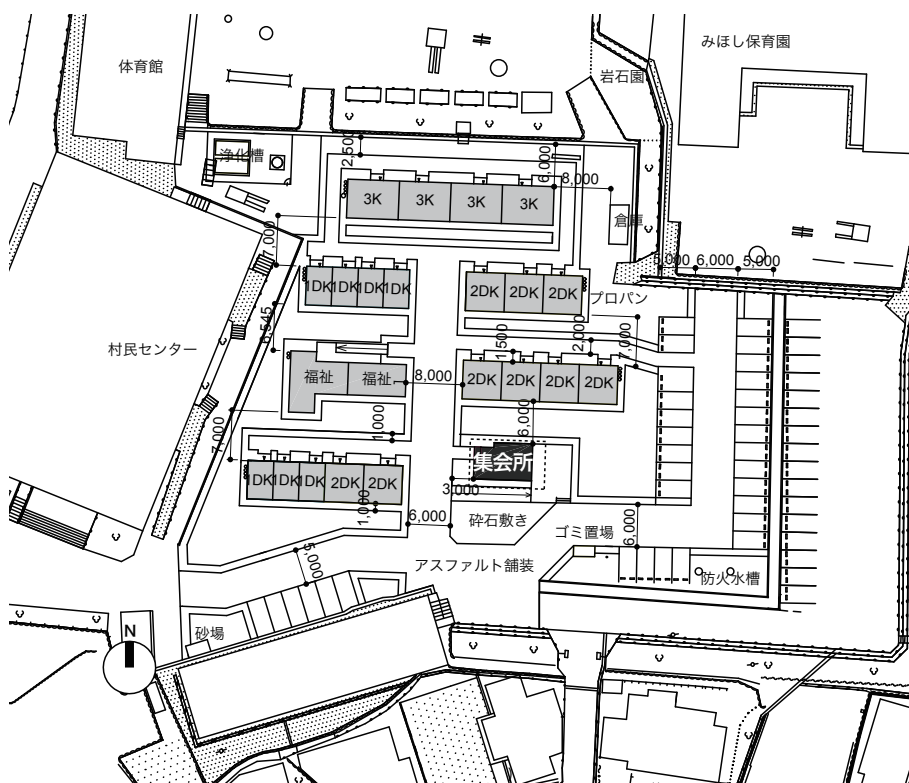 みほし保育園
体育館
岩石園
浄化槽
2,500
6,000
8,000
3K 3K 3K 3K
倉庫
7,000
5,000 6,000 5,000
1DK 1DK 1DK 1DK
2DK 2DK 2DK
プロパン
6,545
1,500
2,000
7,000
村民センター
福祉 福祉
8,000
2DK 2DK 2DK 2DK
7,000
1,000
6,000
集会所
1DK 1DK 1DK 2DK 2DK
3,000
1,000
6,000
砕石敷き
ゴミ置場
6,000
5,000
アスファルト舗装
防火水槽
砂場
N